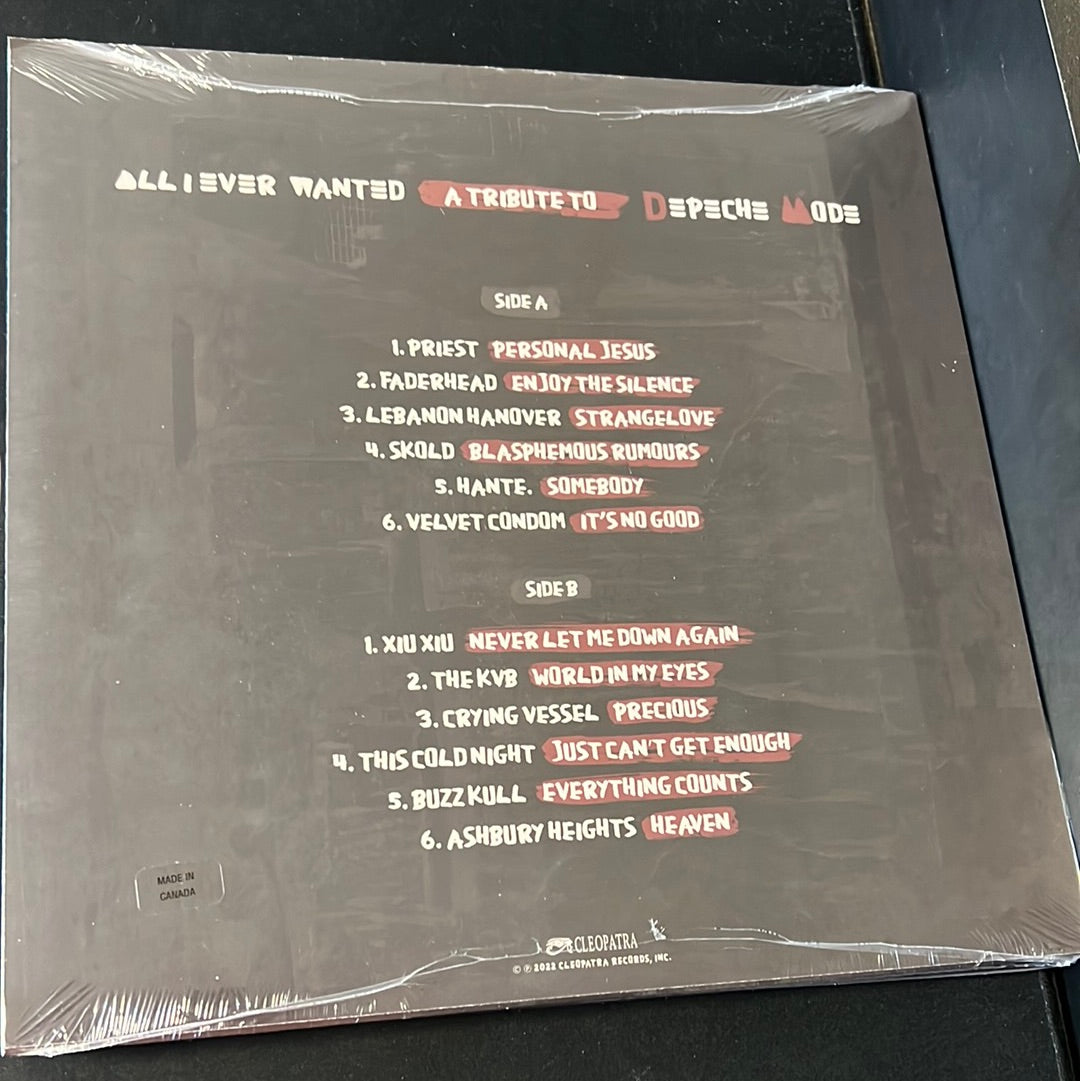 ALL I EVER WANTED A TRIBUTE TO DEPECHE MODE
SIDE A
1. PRIEST PERSONAL JESUS
2. FADERHEAD ENJOY THE SILENCE
3. LEBANON HANOVER STRANGELOVE
4. SKOLD BLASPHEMOUS RUMOURS
5. HANTE. SOMEBODY
6. VELVET CONDOM IT'S NO GOOD
SIDE B
1. XIU XIU NEVER LET ME DOWN AGAIN
2. THE KVB WORLD IN MY EYES
3. CRYING VESSEL PRECIOUS
4. THIS COLD NIGHT JUST CAN'T GET ENOUGH
5. BUZZ KULL EVERYTHING COUNTS
6. ASHBURY HEIGHTS HEAVEN
MADE IN
CANADA
CLEOPATRA
© ℗ 2022 CLEOPATRA RECORDS, INC.